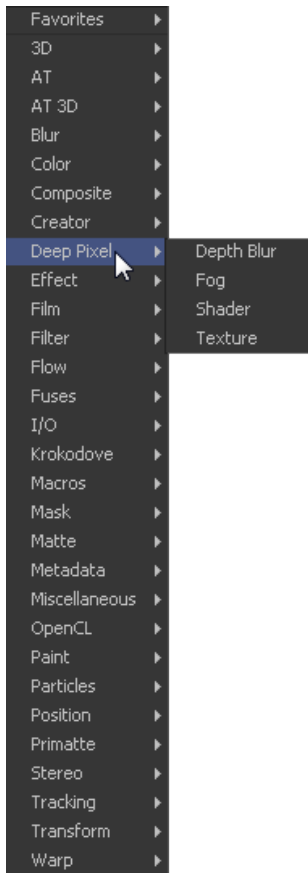 Favorites
3D
AT
AT 3D
Blur
Color
Composite
Creator
Deep Pixel
Effect
Film
Filter
Flow
Fuses
I/O
Krokodove
Macros
Mask
Matte
Metadata
Miscellaneous
OpenCL
Paint
Particles
Position
Primatte
Stereo
Tracking
Transform
Warp
Depth Blur
Fog
Shader
Texture